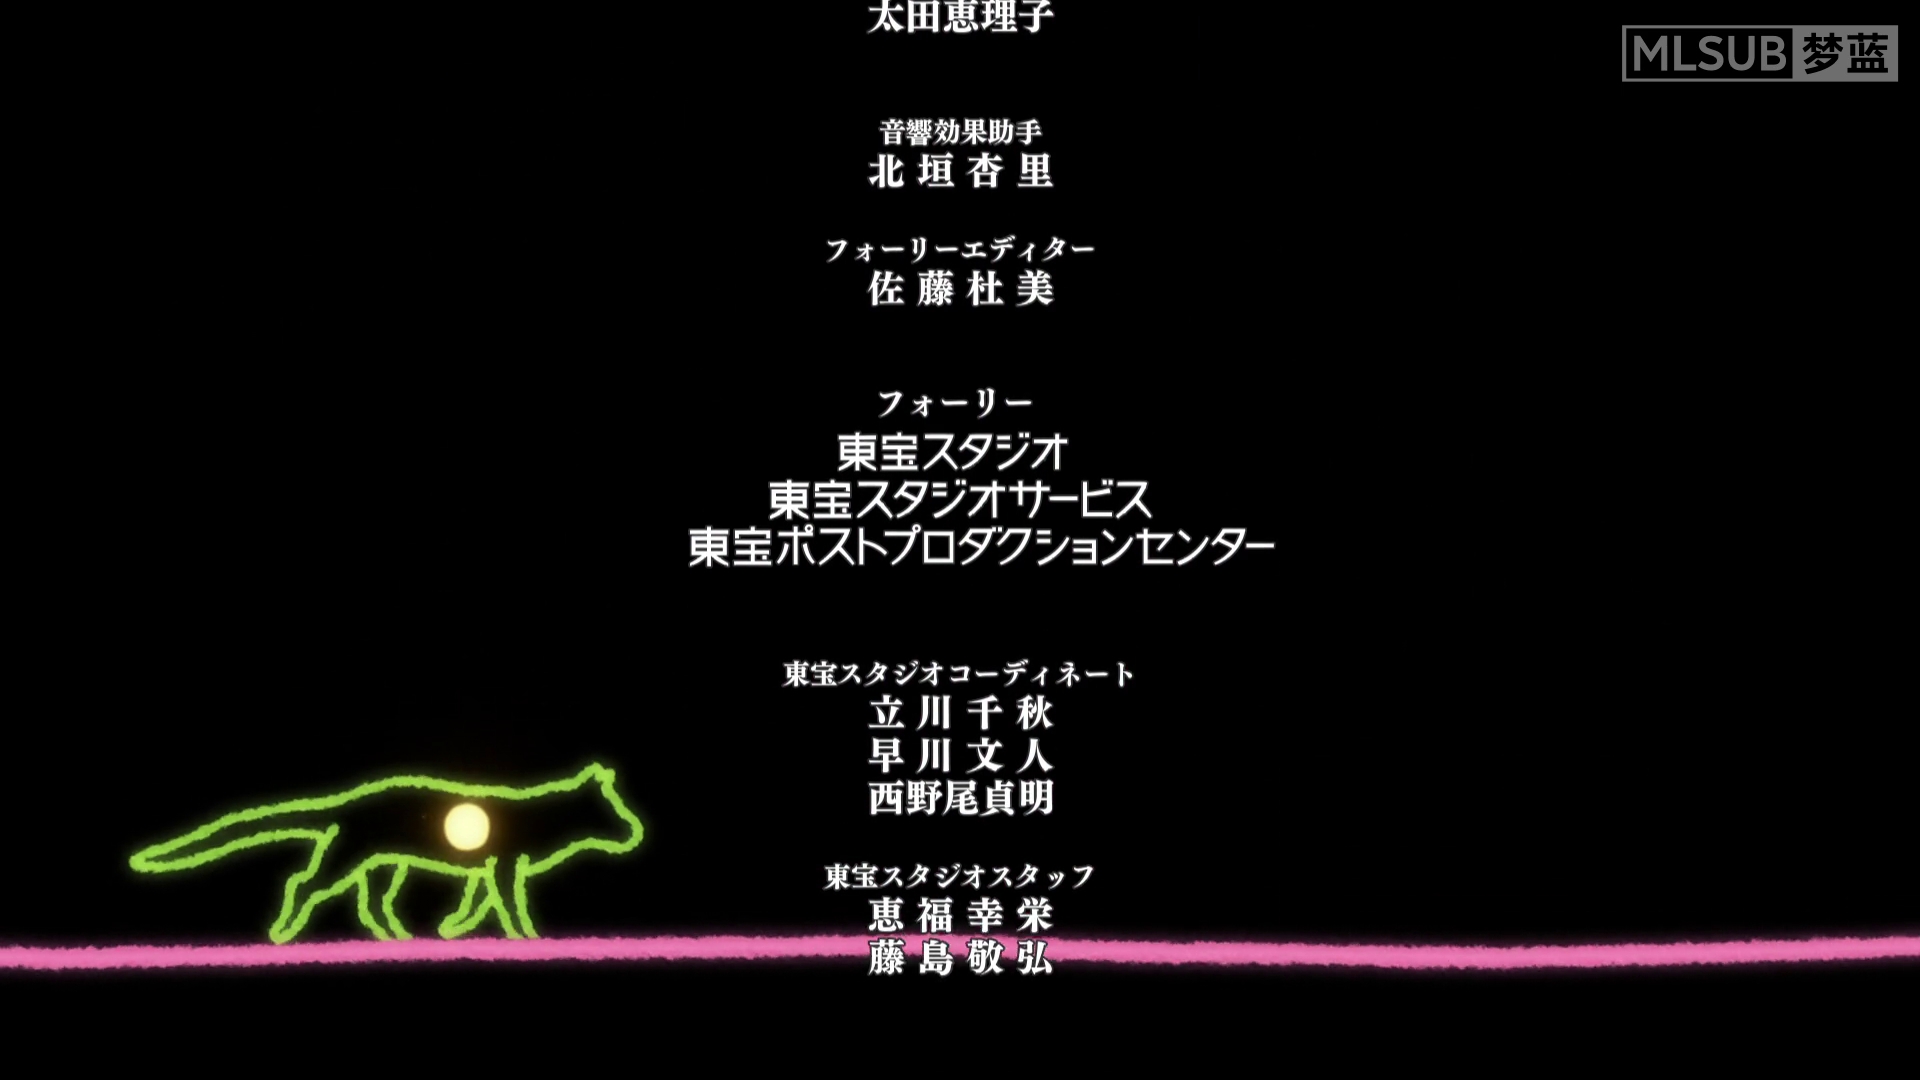 太田恵理子
MLSUB 梦蓝
音響効果助手
北垣杏里
フォーリーエディター
佐藤杜美
フォーリー
東宝スタジオ
東宝スタジオサービス
東宝ポストプロダクションセンター
東宝スタジオコーディネート
立川千秋
早川文人
西野尾貞明
東宝スタジオスタッフ
恵福幸栄
藤島敬弘